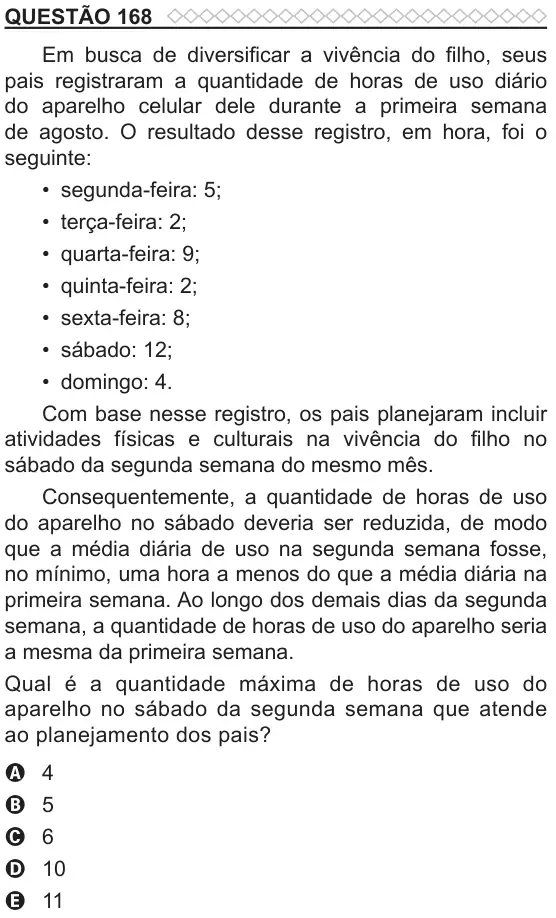 QUESTÃO 168
Em busca de diversificar a vivência do filho, seus
pais registraram a quantidade de horas de uso diário
do aparelho celular dele durante a primeira semana
de agosto. O resultado desse registro, em hora, foi o
seguinte:
• segunda-feira: 5;
• terça-feira: 2;
• quarta-feira: 9;
• quinta-feira: 2;
• sexta-feira: 8;
• sábado: 12;
• domingo: 4.
Com base nesse registro, os pais planejaram incluir
atividades físicas e culturais na vivência do filho no
sábado da segunda semana do mesmo mês.
Consequentemente, a quantidade de horas de uso
do aparelho no sábado deveria ser reduzida, de modo
que a média diária de uso na segunda semana fosse,
no mínimo, uma hora a menos do que a média diária na
primeira semana. Ao longo dos demais dias da segunda
semana, a quantidade de horas de uso do aparelho seria
a mesma da primeira semana.
Qual é a quantidade máxima de horas de uso do
aparelho no sábado da segunda semana que atende
ao planejamento dos pais?
A 4
B 5
C 6
D 10
E 11